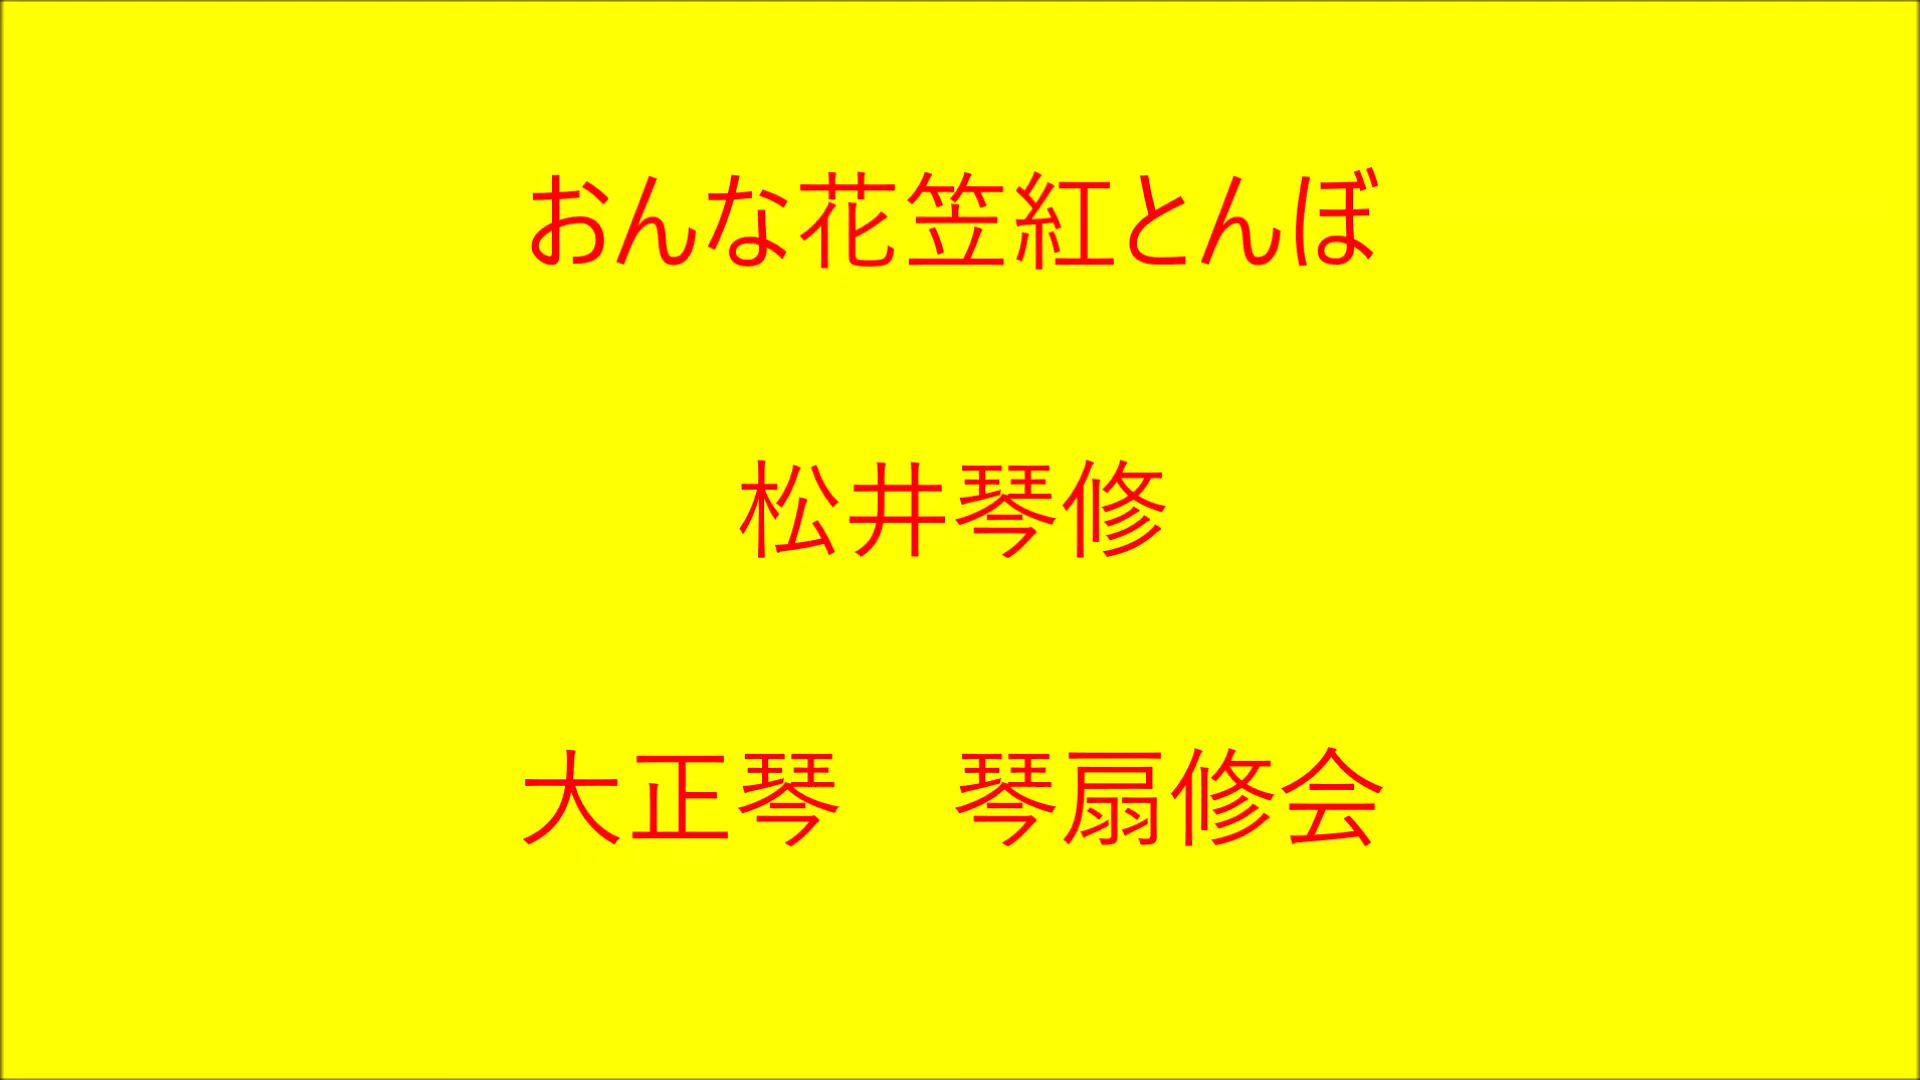 おんな花笠紅とんぼ
松井琴修
大正琴　琴扇修会